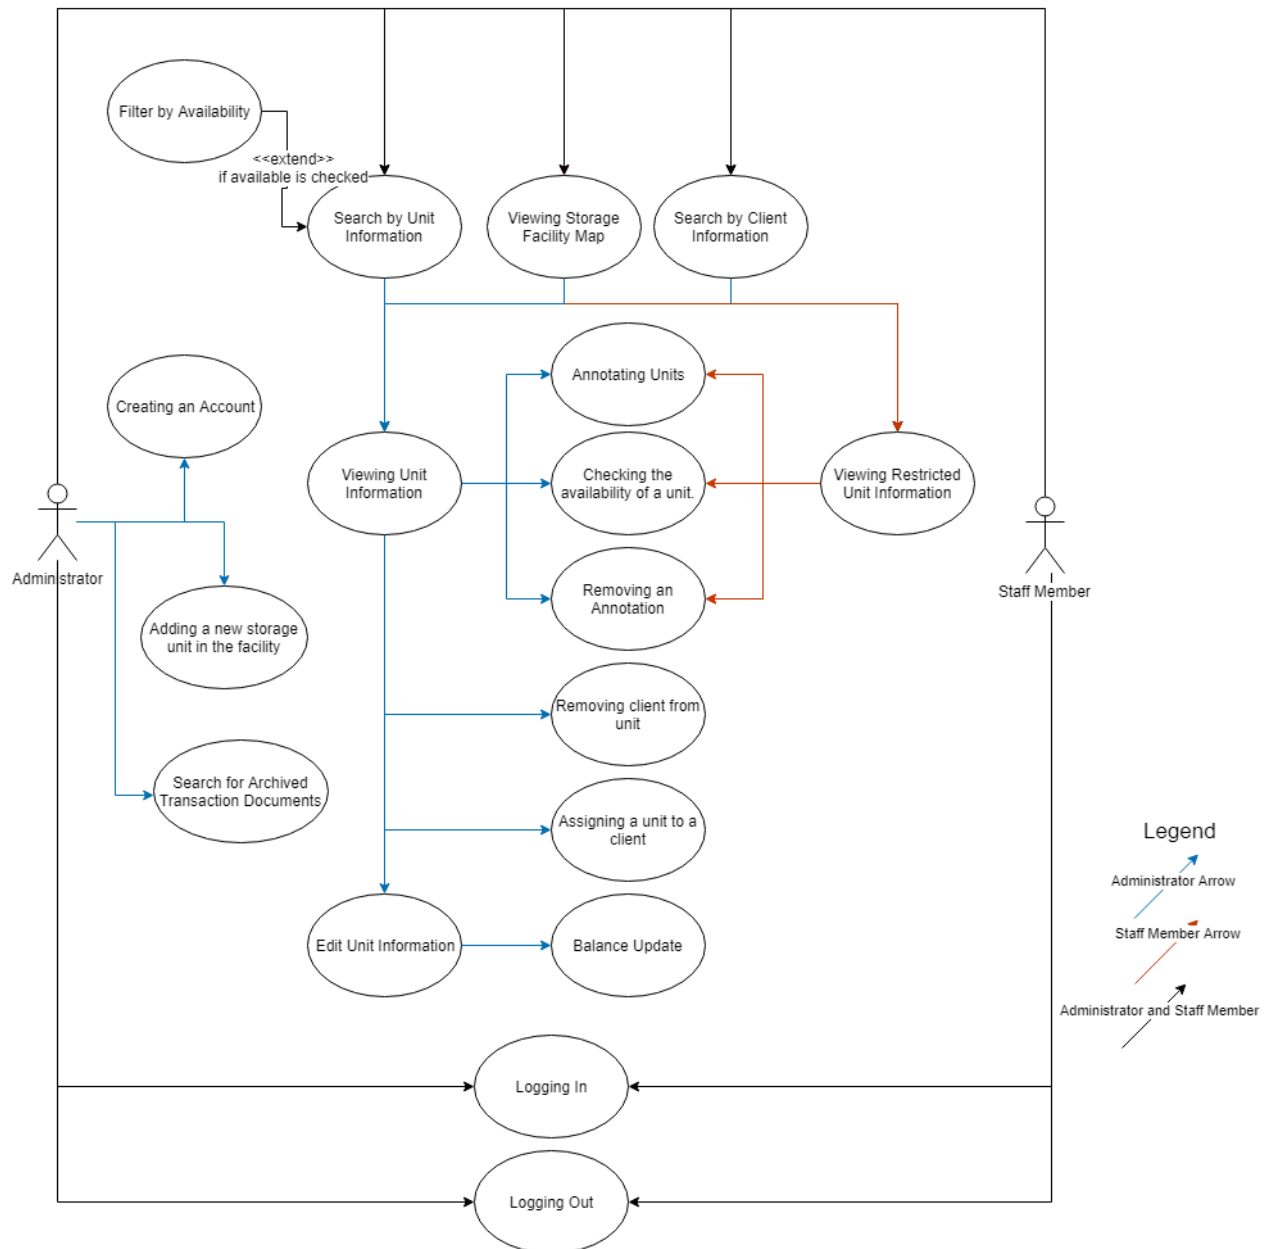 Filter by Availability
<<extend>>
if available is checked
Search by Unit
Information
Viewing Storage
Facility Map
Search by Client
Information
Creating an Account
Annotating Units
Viewing Unit
Information
Checking the
availability of a unit.
Viewing Restricted
Unit Information
Administrator
Staff Member
Removing an
Annotation
Adding a new storage
unit in the facility
Removing client from
unit
Search for Archived
Transaction Documents
Assigning a unit to a
client
Legend
Administrator Arrow
Staff Member Arrow
Administrator and Staff Member
Edit Unit Information
Balance Update
Logging In
Logging Out